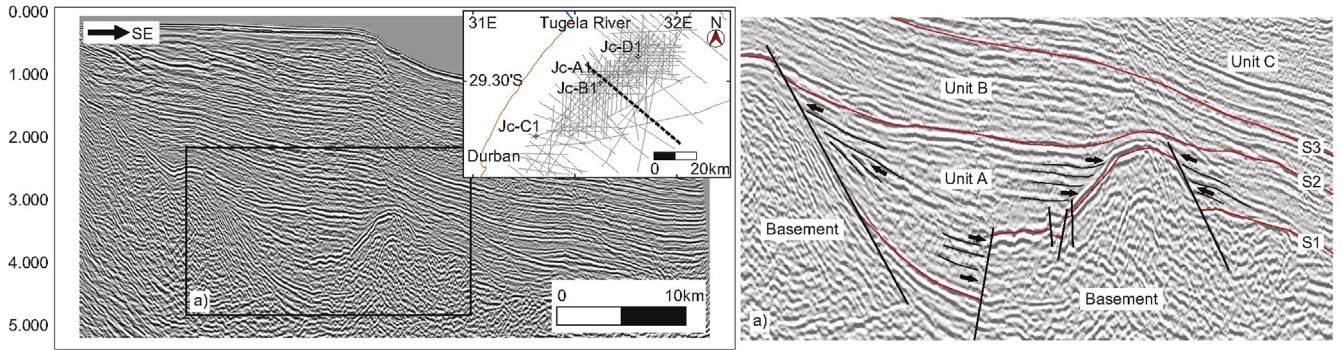 0.000
1.000
2.000
3.000
4.000
5.000
SE
a)
0 10km
31E Tugela River 32E N
Jc-D1
Jc-A1
29.30'S
Jc-B1
Jc-C1
Durban
0 20km
Unit C
Unit B
Unit A
S3
S2
S1
Basement
Basement
a)